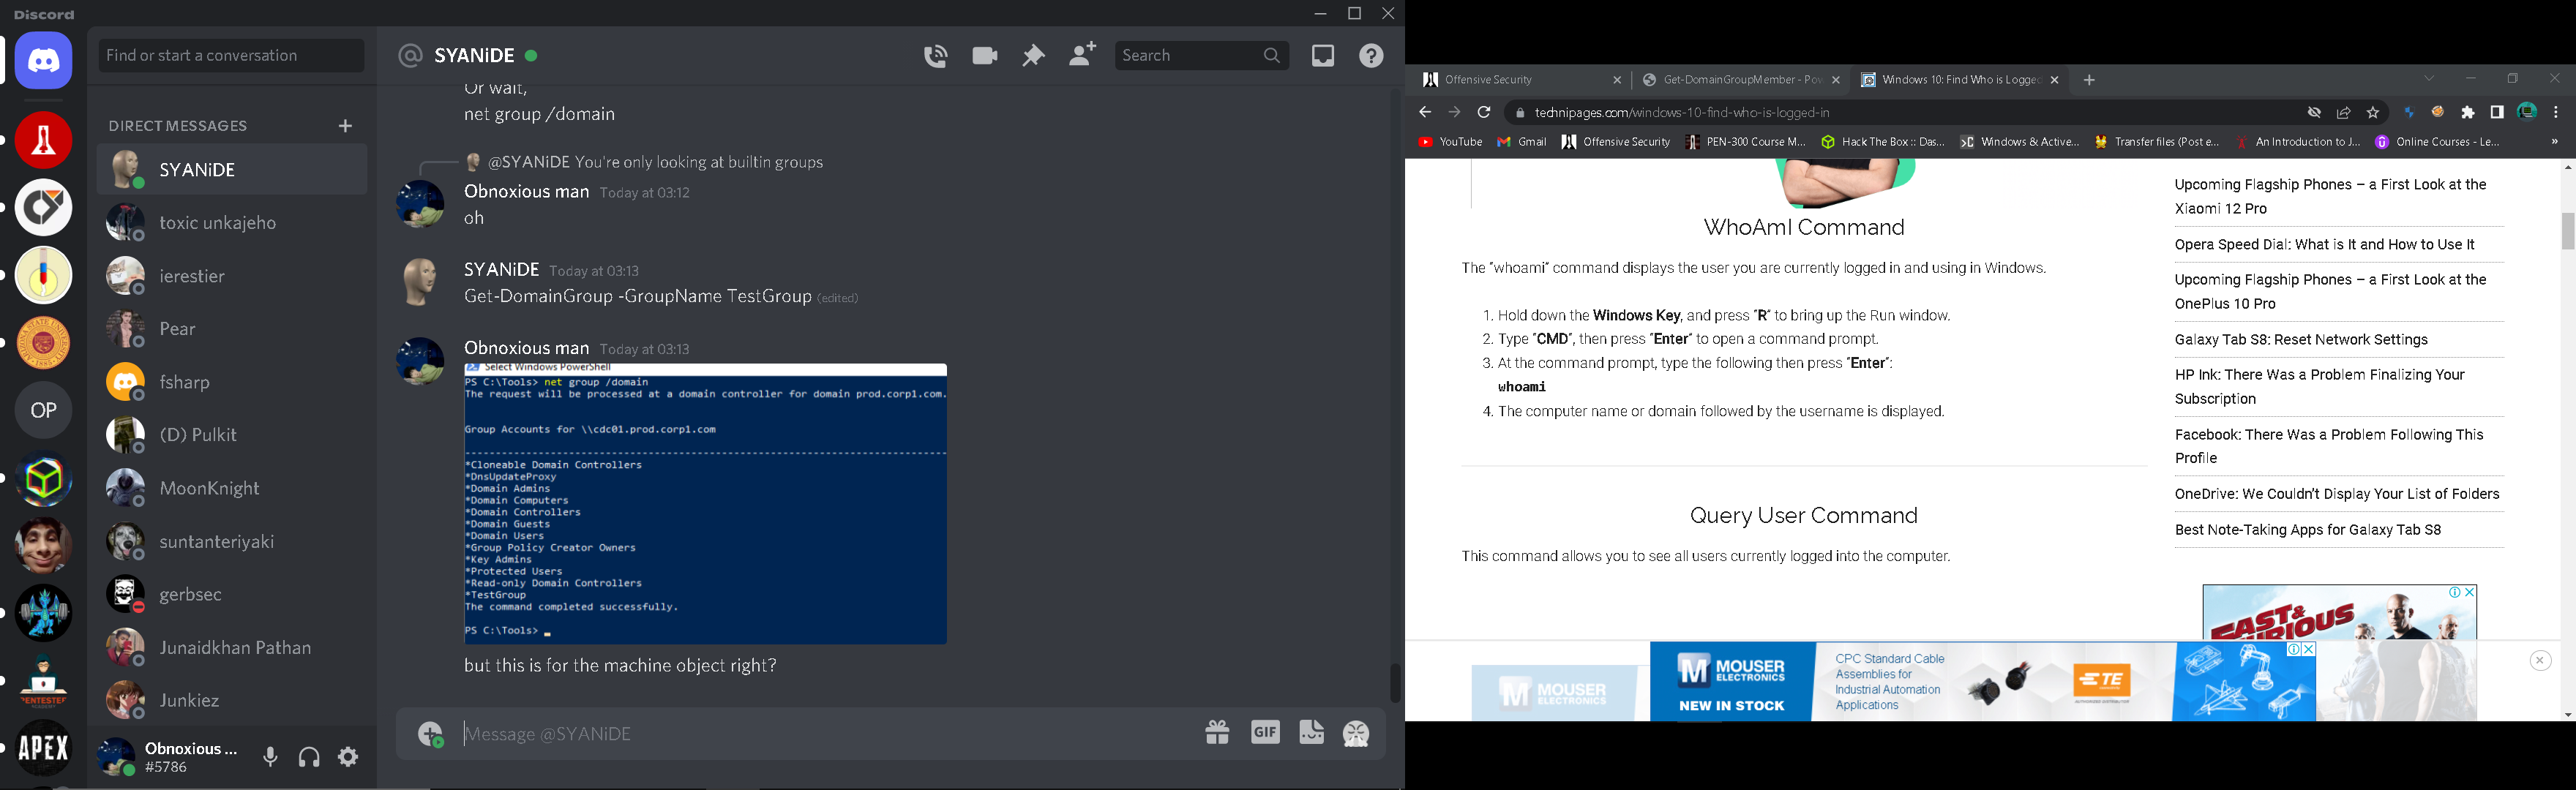 Discord
Find or start a conversation
DIRECT MESSAGES
SYANiDE
toxic unkajeho
ierestier
Pear
fsharp
(D) Pulkit
MoonKnight
suntanteriyaki
gerbsec
Junaidkhan Pathan
Junkiez
OP
APEX
Obnoxious ...
#5786
SYANiDE
Search
Or wait,
net group /domain
@SYANiDE You're only looking at builtin groups
Obnoxious man Today at 03:12
oh
SYANiDE Today at 03:13
Get-DomainGroup -GroupName TestGroup (edited)
Obnoxious man Today at 03:13
Select Windows PowerShell
PS C:\Tools> net group /domain
The request will be processed at a domain controller for domain prod.corp1.com.
Group Accounts for \\cdc01.prod.corp1.com
-------------------------------------------------------------------------------
*Cloneable Domain Controllers
*DnsUpdateProxy
*Domain Admins
*Domain Computers
*Domain Controllers
*Domain Guests
*Domain Users
*Group Policy Creator Owners
*Key Admins
*Protected Users
*Read-only Domain Controllers
*TestGroup
The command completed successfully.
PS C:\Tools>
but this is for the machine object right?
Message @SYANiDE
GIF
Offensive Security
Get-DomainGroupMember - Pow
Windows 10: Find Who is Logged
technipages.com/windows-10-find-who-is-logged-in
YouTube
Gmail
Offensive Security
PEN-300 Course M...
Hack The Box :: Das...
Windows & Active...
Transfer files (Post e...
An Introduction to J...
Online Courses - Le...
WhoAmI Command
The "whoami" command displays the user you are currently logged in and using in Windows.
1. Hold down the Windows Key, and press "R" to bring up the Run window.
2. Type "CMD", then press "Enter" to open a command prompt.
3. At the command prompt, type the following then press "Enter":
whoami
4. The computer name or domain followed by the username is displayed.
Query User Command
This command allows you to see all users currently logged into the computer.
Upcoming Flagship Phones – a First Look at the
Xiaomi 12 Pro
Opera Speed Dial: What is It and How to Use It
Upcoming Flagship Phones – a First Look at the
OnePlus 10 Pro
Galaxy Tab S8: Reset Network Settings
HP Ink: There Was a Problem Finalizing Your
Subscription
Facebook: There Was a Problem Following This
Profile
OneDrive: We Couldn't Display Your List of Folders
Best Note-Taking Apps for Galaxy Tab S8
FAST &
FURIOUS
MOUSER
ELECTRONICS
MOUSER
ELECTRONICS
NEW IN STOCK
CPC Standard Cable
Assemblies for
Industrial Automation
Applications
TE